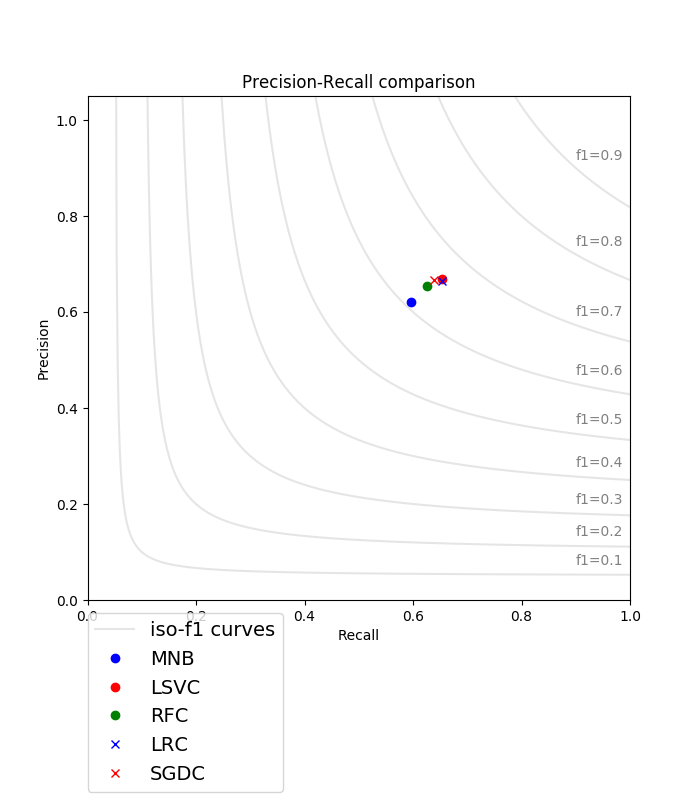 Precision-Recall comparison
Precision
1.0
0.8
0.6
0.4
0.2
0.0
f1=0.9
f1=0.8
f1=0.7
f1=0.6
f1=0.5
f1=0.4
f1=0.3
f1=0.2
f1=0.1
0.0 0.2 0.4 0.6 0.8 1.0
Recall
iso-f1 curves
MNB
LSVC
RFC
LRC
SGDC